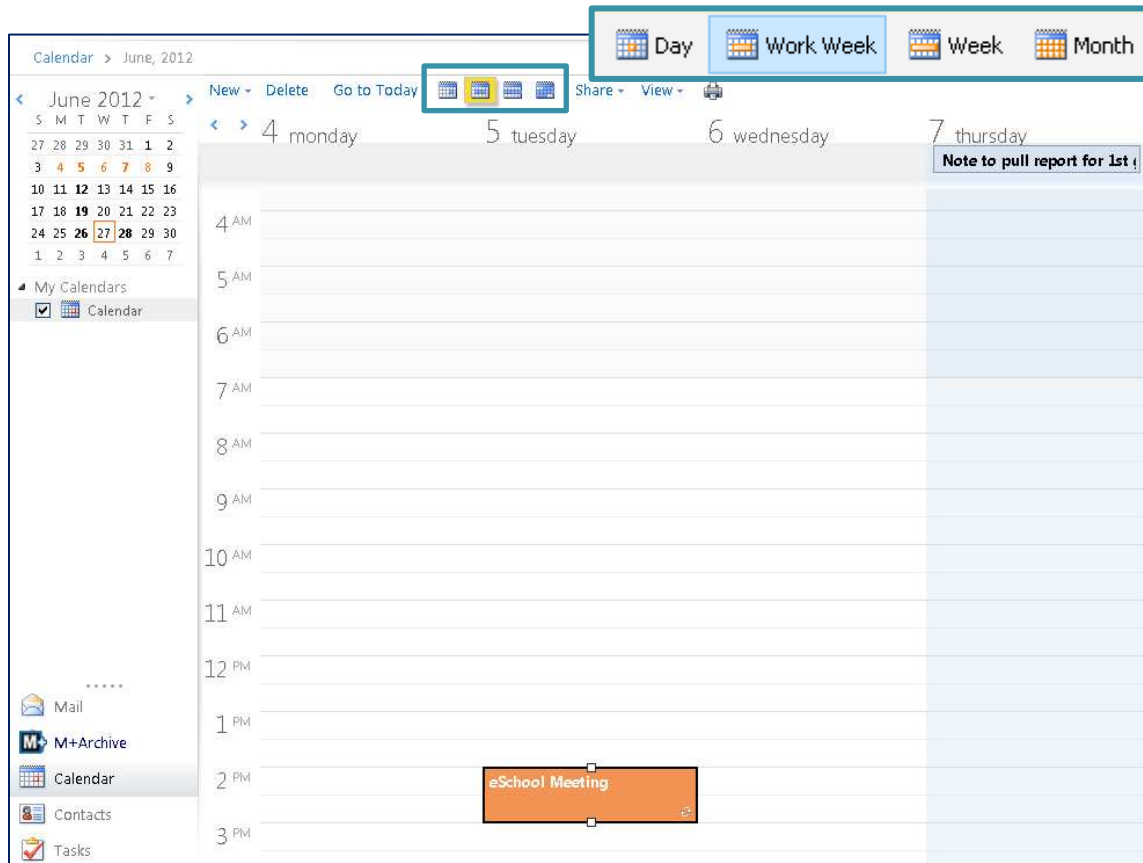 Day Work Week Week Month
Calendar > June, 2012
New Delete Go to Today Share View
June 2012
S M T W T F S
27 28 29 30 31 1 2
3 4 5 6 7 8 9
10 11 12 13 14 15 16
17 18 19 20 21 22 23
24 25 26 27 28 29 30
1 2 3 4 5 6 7
My Calendars
Calendar
Mail
M+Archive
Calendar
Contacts
Tasks
4 monday 5 tuesday 6 wednesday 7 thursday
Note to pull report for 1st
4 AM
5 AM
6 AM
7 AM
8 AM
9 AM
10 AM
11 AM
12 PM
1 PM
2 PM
eSchool Meeting
3 PM